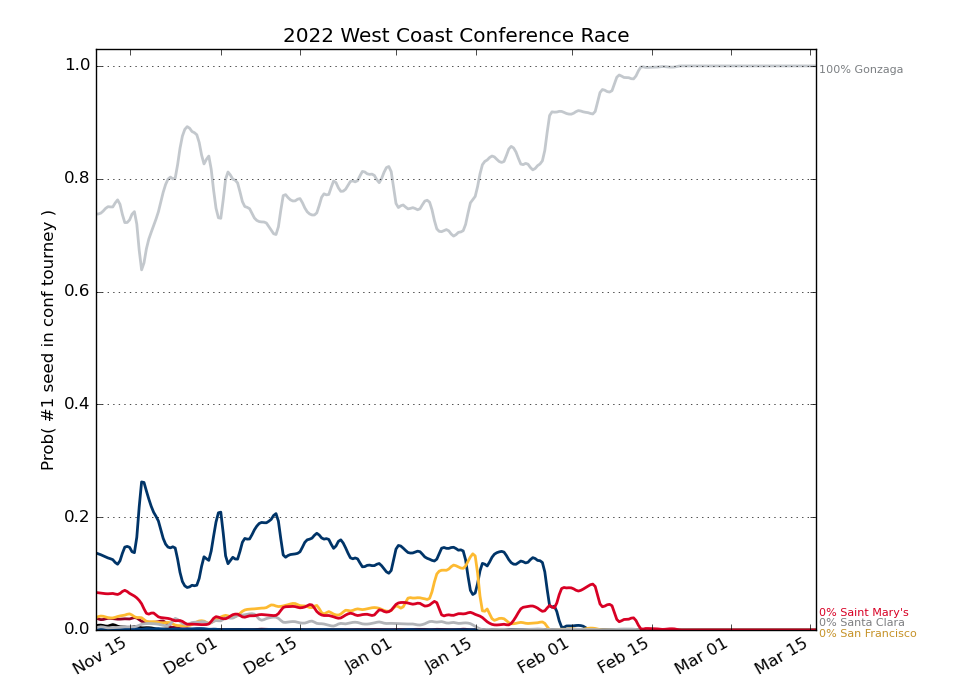 2022 West Coast Conference Race
Prob( #1 seed in conf tourney )
1.0
0.8
0.6
0.4
0.2
0.0
Nov 15
Dec 01
Dec 15
Jan 01
Jan 15
Feb 01
Feb 15
Mar 01
Mar 15
100% Gonzaga
0% Saint Mary's
0% Santa Clara
0% San Francisco